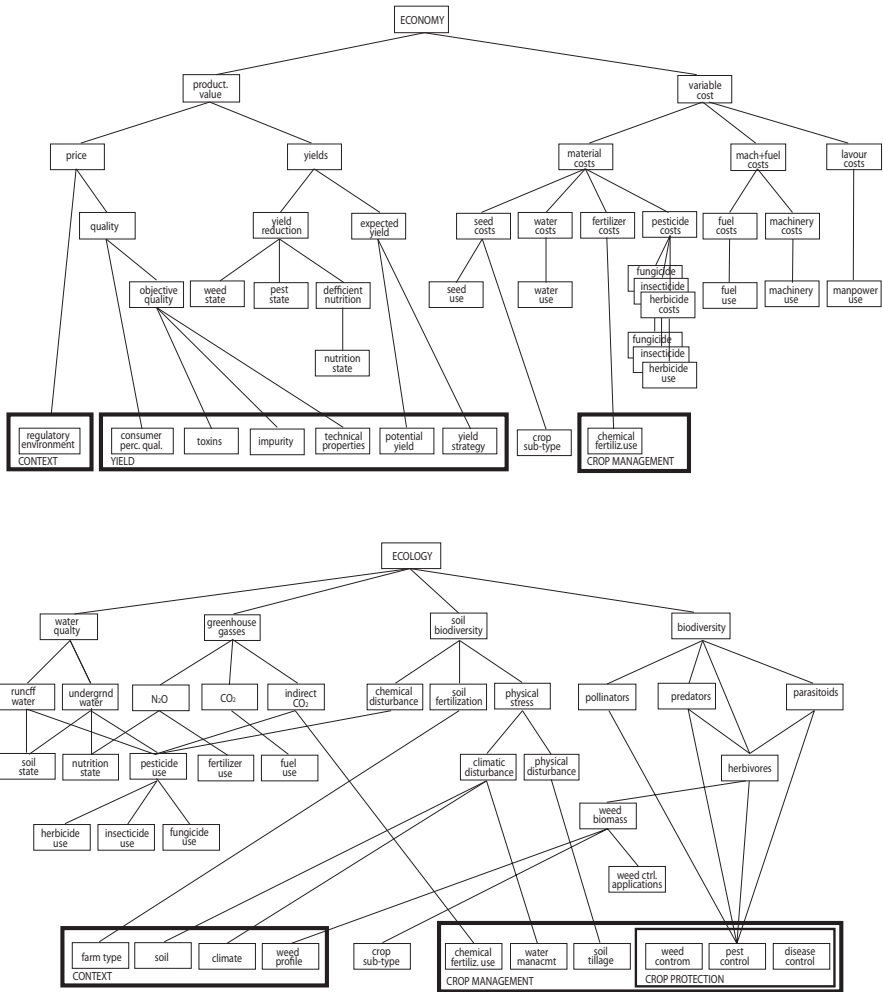 ECONOMY
product.
value
variable
cost
price
yields
material
costs
mach+fuel
costs
lavour
costs
quality
yield
reduction
expected
yield
seed
costs
water
costs
fertilizer
costs
pesticide
costs
fuel
costs
machinery
costs
objective
quality
weed
state
pest
state
defficient
nutrition
seed
use
water
use
fungicide
insecticide
herbicide
costs
fuel
use
machinery
use
manpower
use
nutrition
state
fungicide
insecticide
herbicide
use
regulatory
environment
CONTEXT
consumer
perc. qual.
toxins
impurity
technical
properties
potential
yield
yield
strategy
YIELD
crop
sub-type
chemical
fertiliz.use
CROP MANAGEMENT
ECOLOGY
water
qualty
greenhouse
gasses
soil
biodiversity
biodiversity
runcff
water
undergrnd
water
N₂O
CO₂
indirect
CO₂
chemical
disturbance
soil
fertilization
physical
stress
pollinators
predators
parasitoids
soil
state
nutrition
state
pesticide
use
fertilizer
use
fuel
use
climatic
disturbance
physical
disturbance
herbivores
herbicide
use
insecticide
use
fungicide
use
weed
biomass
weed ctrl.
applications
farm type
soil
climate
weed
profile
CONTEXT
crop
sub-type
chemical
fertiliz. use
water
manacmt
soil
tillage
weed
controm
pest
control
disease
control
CROP MANAGEMENT
CROP PROTECTION